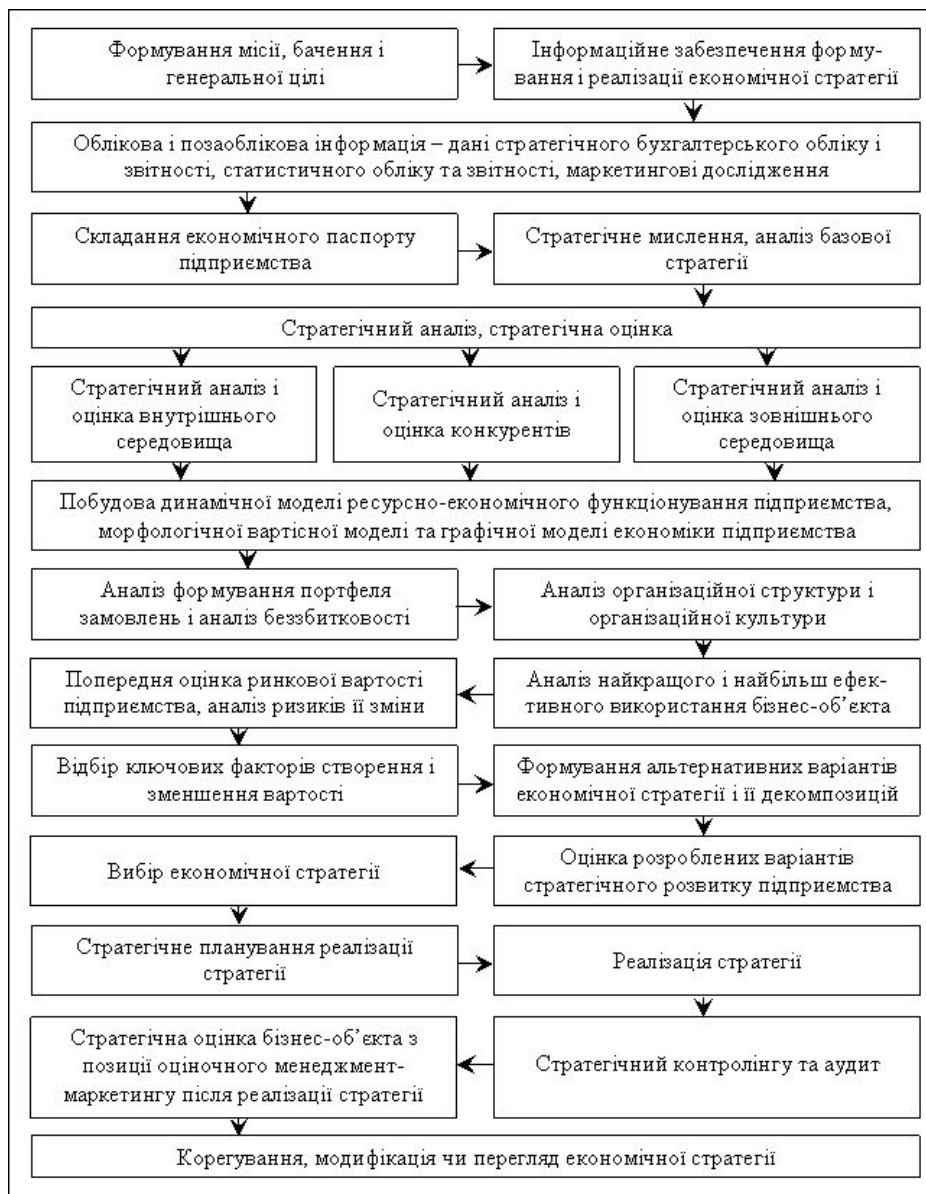 Формування місії, бачення і
генеральної цілі
Інформаційне забезпечення форму-
вання і реалізації економічної стратегії
Облікова і позаоблікова інформація – дані стратегічного бухгалтерського обліку і
звітності, статистичного обліку та звітності, маркетингові дослідження
Складання економічного паспорту
підприємства
Стратегічне мислення, аналіз базової
стратегії
Стратегічний аналіз, стратегічна оцінка
Стратегічний аналіз і
оцінка внутрішнього
середовища
Стратегічний аналіз і
оцінка конкурентів
Стратегічний аналіз і
оцінка зовнішнього
середовища
Побудова динамічної моделі ресурсно-економічного функціонування підприємства,
морфологічної вартісної моделі та графічної моделі економіки підприємства
Аналіз формування портфеля
замовлень і аналіз беззбитковості
Аналіз організаційної структури і
організаційної культури
Попередня оцінка ринкової вартості
підприємства, аналіз ризиків її зміни
Аналіз найкращого і найбільш ефек-
тивного використання бізнес-об’єкта
Відбір ключових факторів створення і
зменшення вартості
Формування альтернативних варіантів
економічної стратегії і її декомпозицій
Вибір економічної стратегії
Оцінка розроблених варіантів
стратегічного розвитку підприємства
Стратегічне планування реалізації
стратегії
Реалізація стратегії
Стратегічна оцінка бізнес-об’єкта з
позиції оціночного менеджмент-
маркетингу після реалізації стратегії
Стратегічний контролінгу та аудит
Корегування, модифікація чи перегляд економічної стратегії